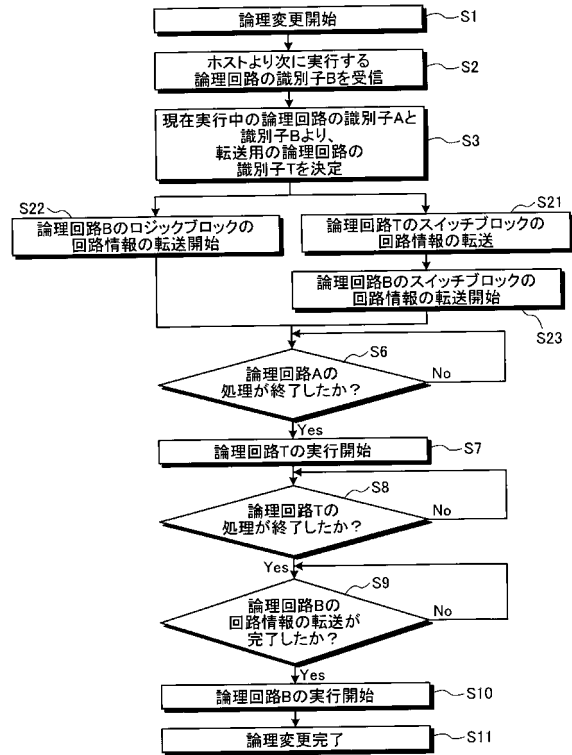 論理変更開始
S1
ホストより次に実行する
論理回路の識別子Bを受信
S2
現在実行中の論理回路の識別子Aと
識別子Bより、
転送用の論理回路の
識別子Tを決定
S3
S22
論理回路Bのロジックブロックの
回路情報の転送開始
S21
論理回路Tのスイッチブロックの
回路情報の転送
論理回路Bのスイッチブロックの
回路情報の転送開始
S23
S6
論理回路Aの
処理が終了したか?
No
Yes
論理回路Tの実行開始
S7
S8
論理回路Tの
処理が終了したか?
No
Yes
S9
論理回路Bの
回路情報の転送が
完了したか?
No
Yes
論理回路Bの実行開始
S10
論理変更完了
S11